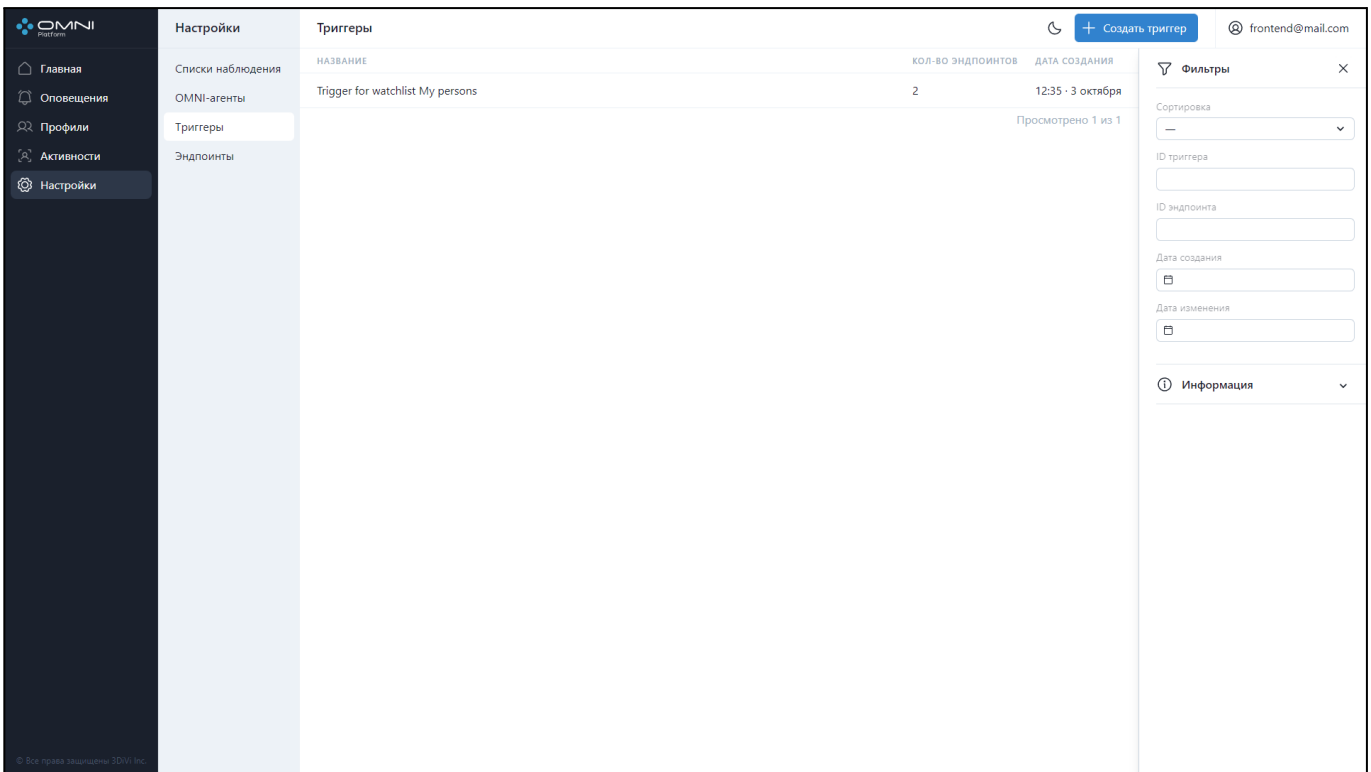 OMNI
Platform
Главная
Оповещения
Профили
Активности
Настройки
© Все права защищены 3DiVi Inc.
Настройки
Списки наблюдения
OMNI-агенты
Триггеры
Эндпоинты
Триггеры
Создать триггер
frontend@mail.com
НАЗВАНИЕ КОЛ-ВО ЭНДПОИНТОВ ДАТА СОЗДАНИЯ
Trigger for watchlist My persons 2 12:35 · 3 октября
Просмотрено 1 из 1
Фильтры
Сортировка
—
ID триггера
ID эндпоинта
Дата создания
Дата изменения
Информация